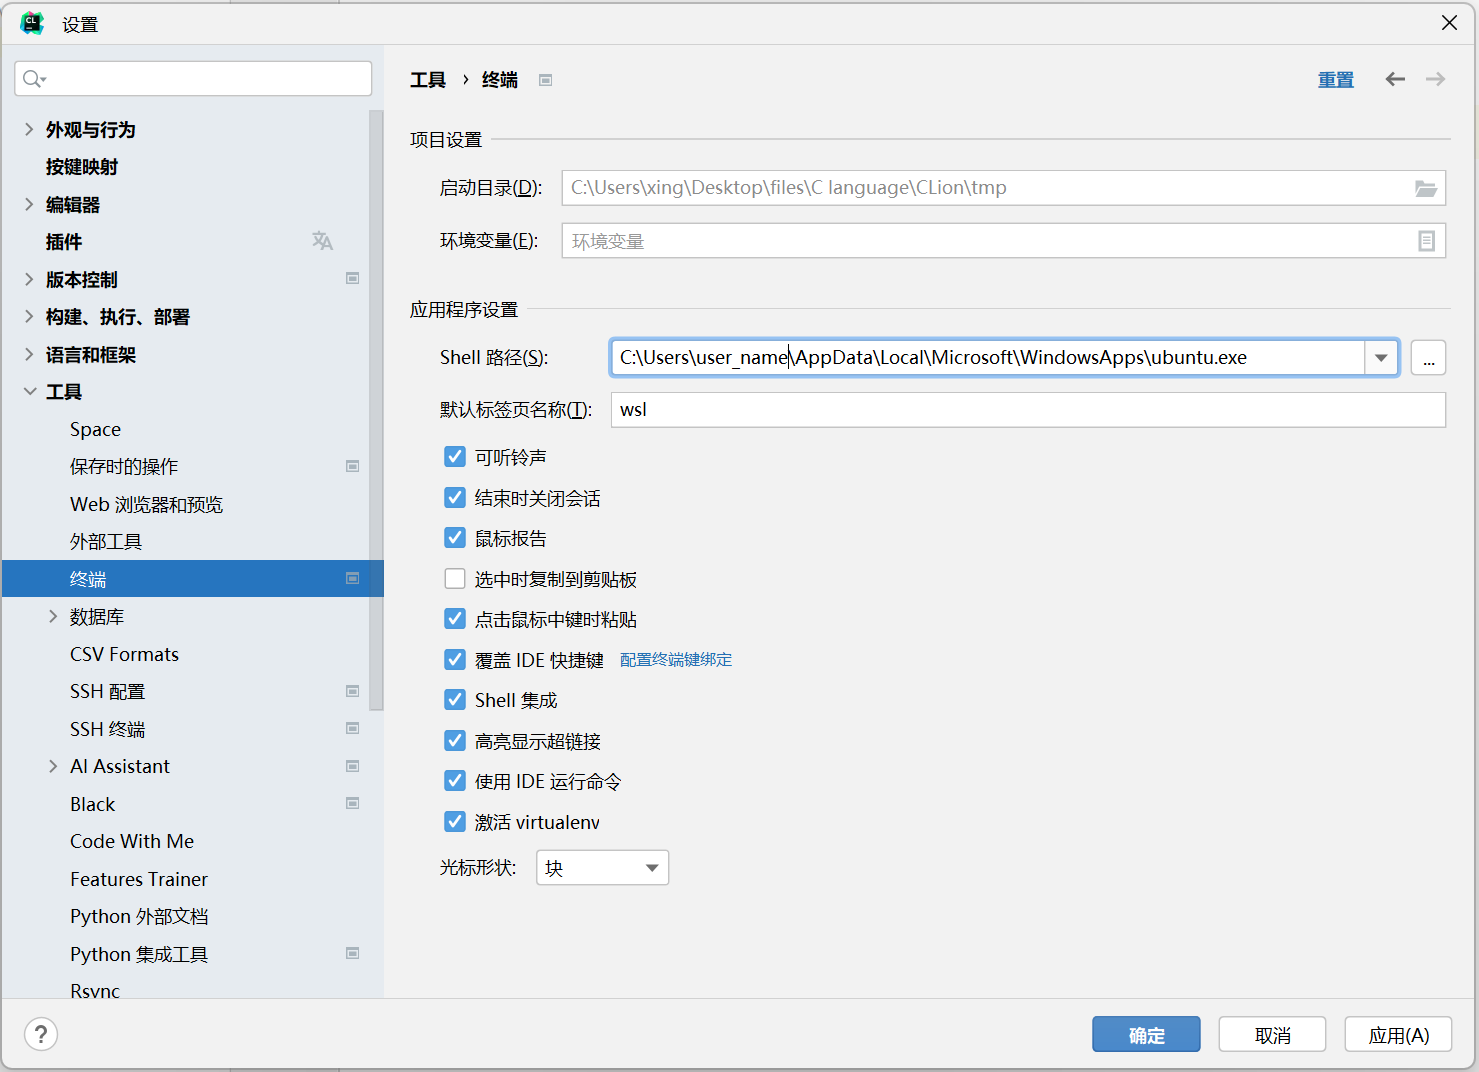 设置
外观与行为
按键映射
编辑器
插件
版本控制
构建、执行、部署
语言和框架
工具
Space
保存时的操作
Web 浏览器和预览
外部工具
终端
数据库
CSV Formats
SSH 配置
SSH 终端
AI Assistant
Black
Code With Me
Features Trainer
Python 外部文档
Python 集成工具
Rsync
工具 › 终端
重置
项目设置
启动目录(D): C:\Users\xing\Desktop\files\C language\CLion\tmp
环境变量(E): 环境变量
应用程序设置
Shell 路径(S): C:\Users\user_name\AppData\Local\Microsoft\WindowsApps\ubuntu.exe ...
默认标签页名称(T): wsl
可听铃声
结束时关闭会话
鼠标报告
选中时复制到剪贴板
点击鼠标中键时粘贴
覆盖 IDE 快捷键 配置终端键绑定
Shell 集成
高亮显示超链接
使用 IDE 运行命令
激活 virtualenv
光标形状: 块
? 确定 取消 应用(A)